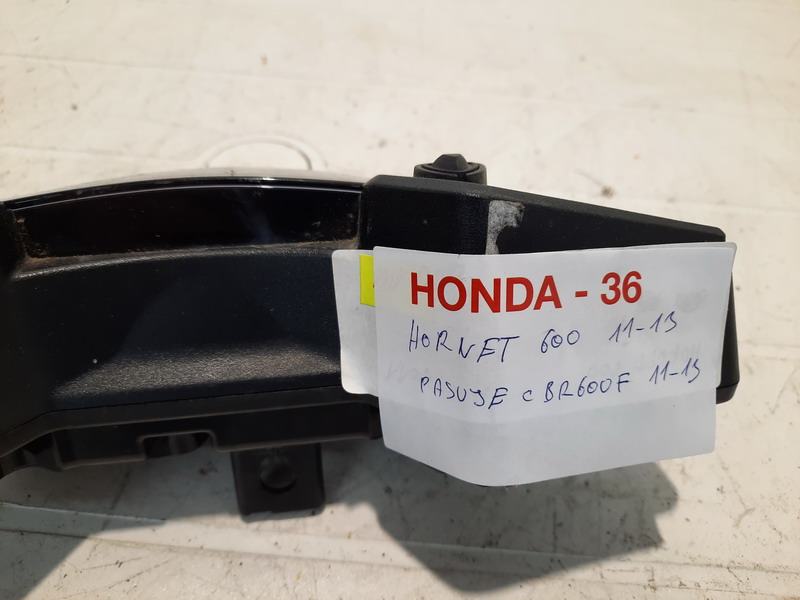 HONDA - 36
HORNET 600 11-13
PASUJE CBR600F 11-13